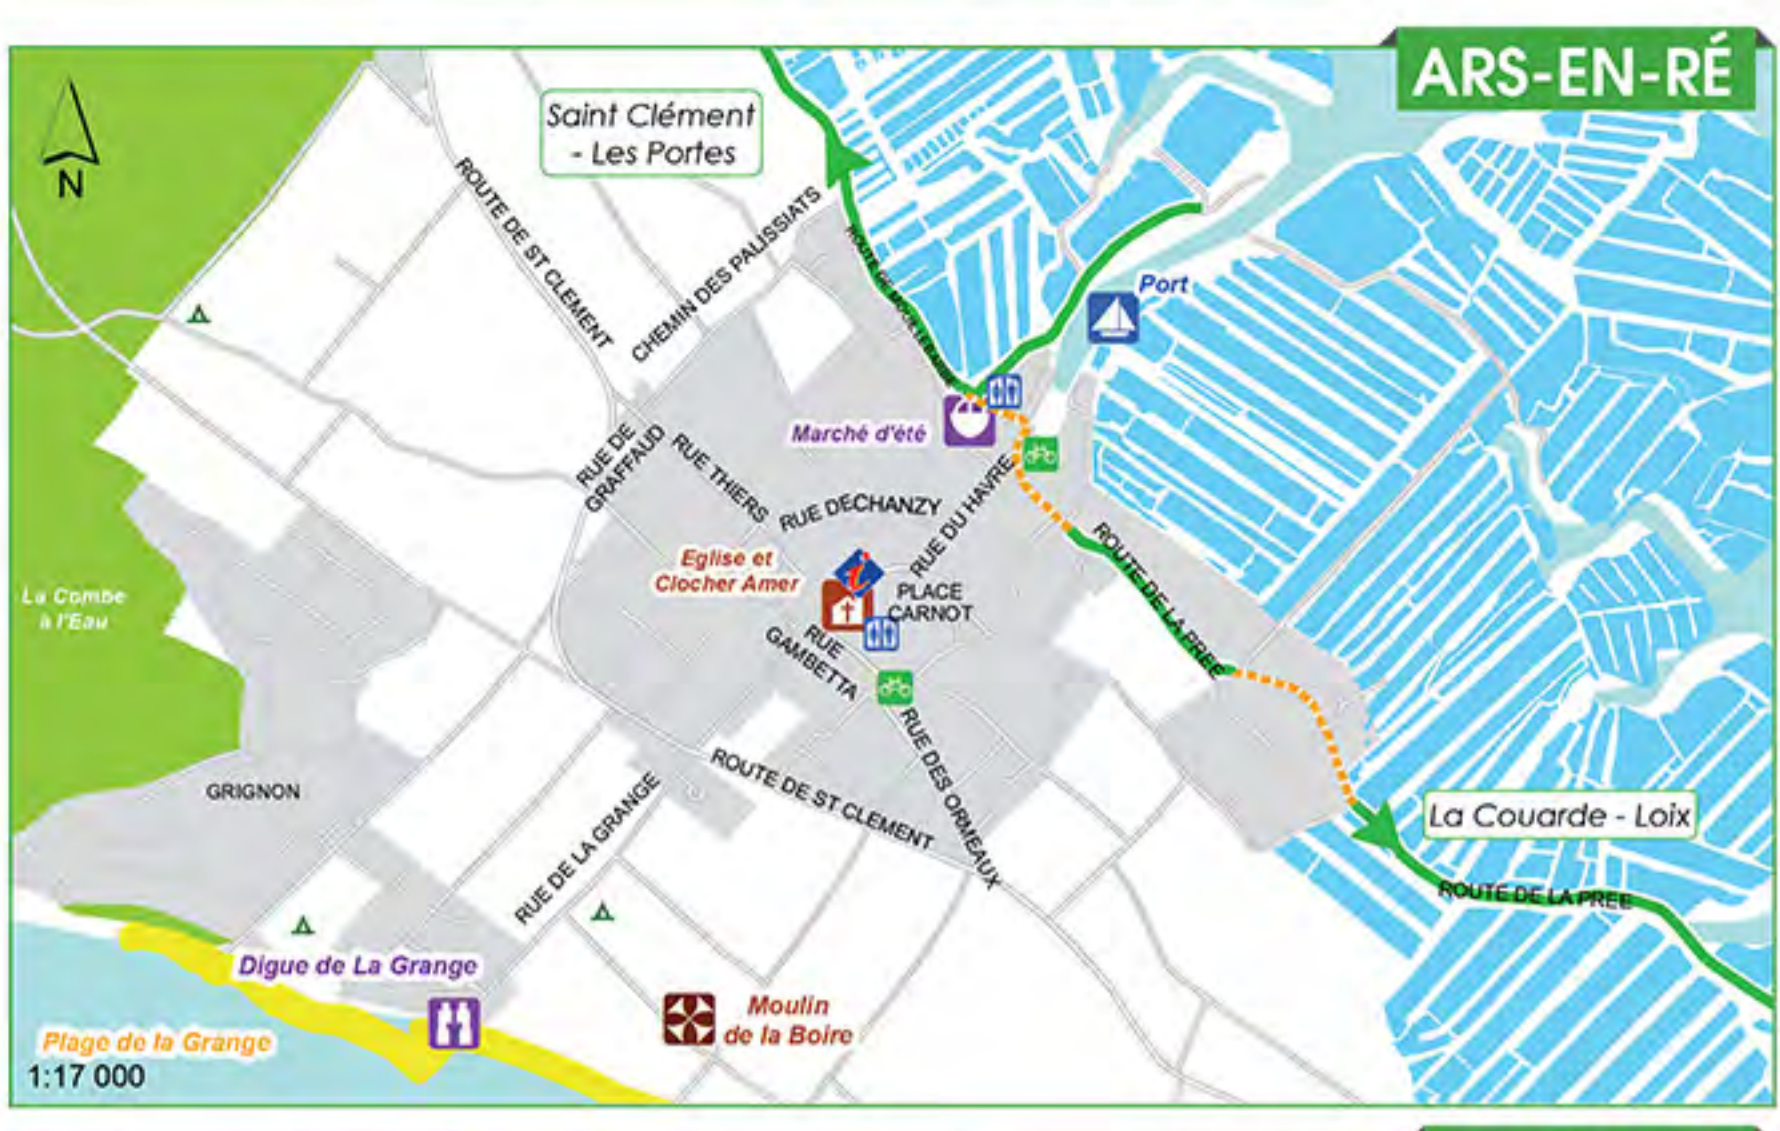 ARS-EN-RÉ
Saint Clément
- Les Portes
N
ROUTE DE ST CLEMENT
CHEMIN DES PALISSIATS
Port
Marché d'été
RUE DE
GRAFFAUD
RUE THIERS
RUE DECHANZY
RUE DU HAVRE
Eglise et
Clocher Amer
i
PLACE
CARNOT
ROUTE DE LA PREE
La Combe
à l'Eau
RUE
GAMBETTA
RUE DES ORMEAUX
ROUTE DE ST CLEMENT
GRIGNON
RUE DE LA GRANGE
La Couarde - Loix
ROUTE DE LA PREE
Digue de La Grange
Moulin
de la Boire
Plage de la Grange
1:17 000